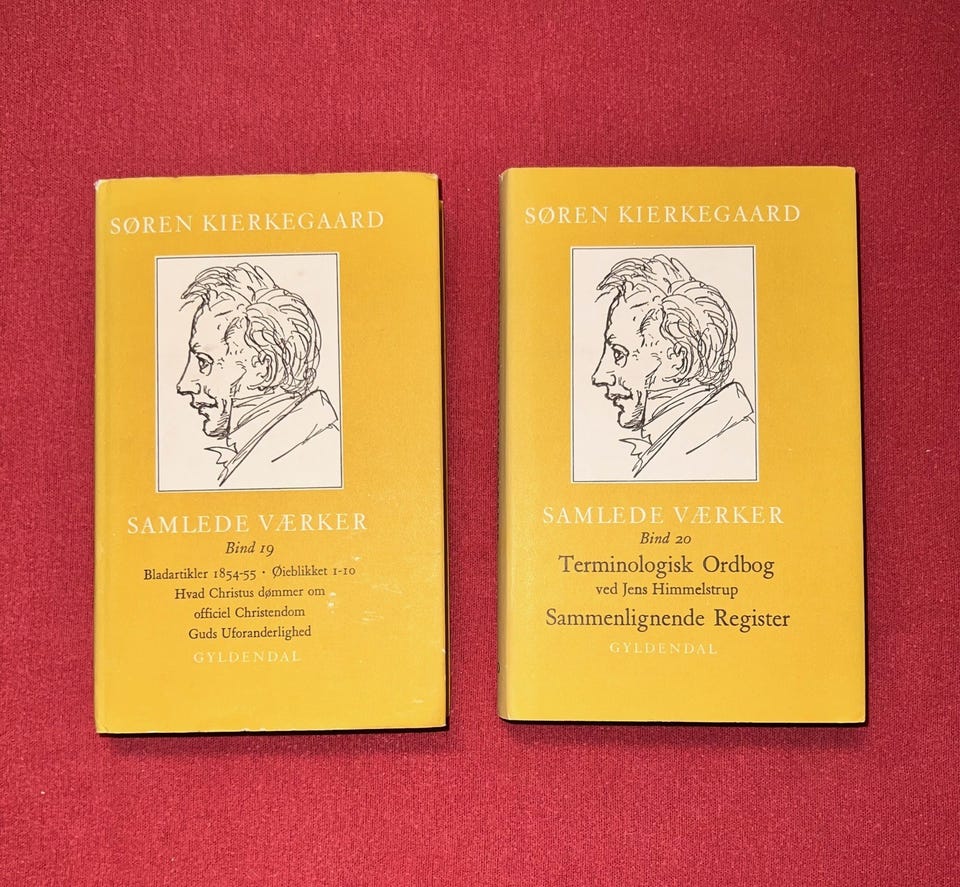 SØREN KIERKEGAARD
SAMLEDE VÆRKER
Bind 19
Bladartikler 1854-55 · Øieblikket 1-10
Hvad Christus dømmer om
officiel Christendom
Guds Uforanderlighed
GYLDENDAL
SØREN KIERKEGAARD
SAMLEDE VÆRKER
Bind 20
Terminologisk Ordbog
ved Jens Himmelstrup
Sammenlignende Register
GYLDENDAL